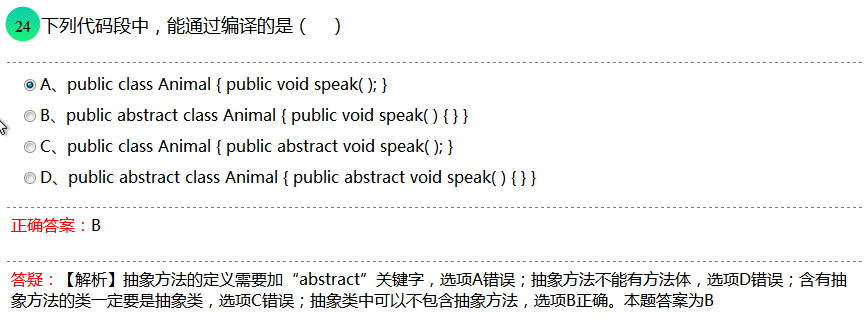 24 下列代码段中，能通过编译的是（ ）
A、public class Animal { public void speak( ); }
B、public abstract class Animal { public void speak( ) { } }
C、public class Animal { public abstract void speak( ); }
D、public abstract class Animal { public abstract void speak( ) { } }
正确答案：B
答疑：【解析】抽象方法的定义需要加“abstract”关键字，选项A错误；抽象方法不能有方法体，选项D错误；含有抽
象方法的类一定要是抽象类，选项C错误；抽象类中可以不包含抽象方法，选项B正确。本题答案为B